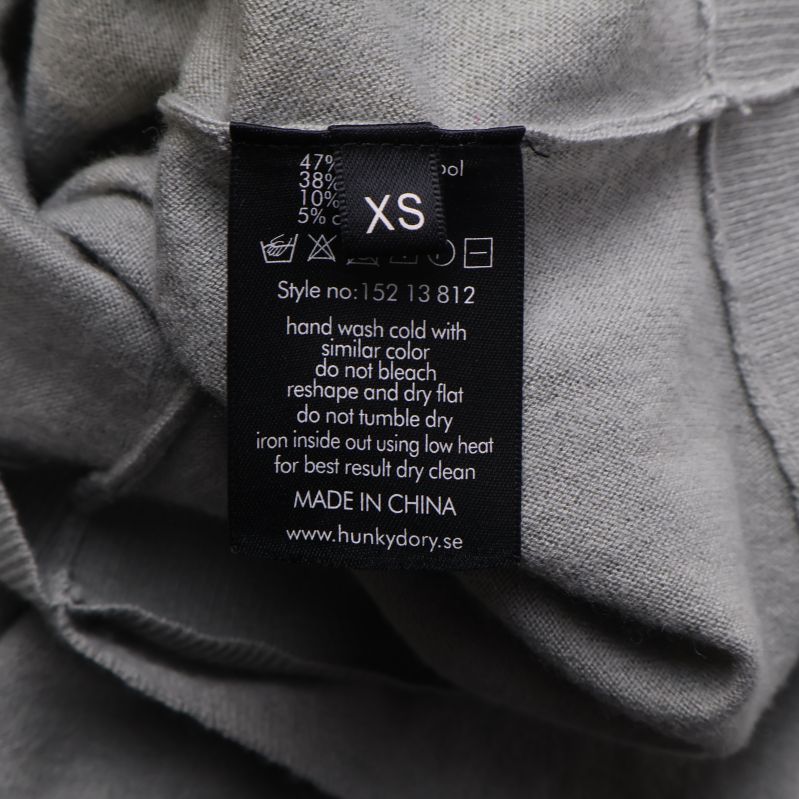 47% ool
38%
10%
5% c
XS
Style no:152 13 812
hand wash cold with
similar color
do not bleach
reshape and dry flat
do not tumble dry
iron inside out using low heat
for best result dry clean
MADE IN CHINA
www.hunkydory.se